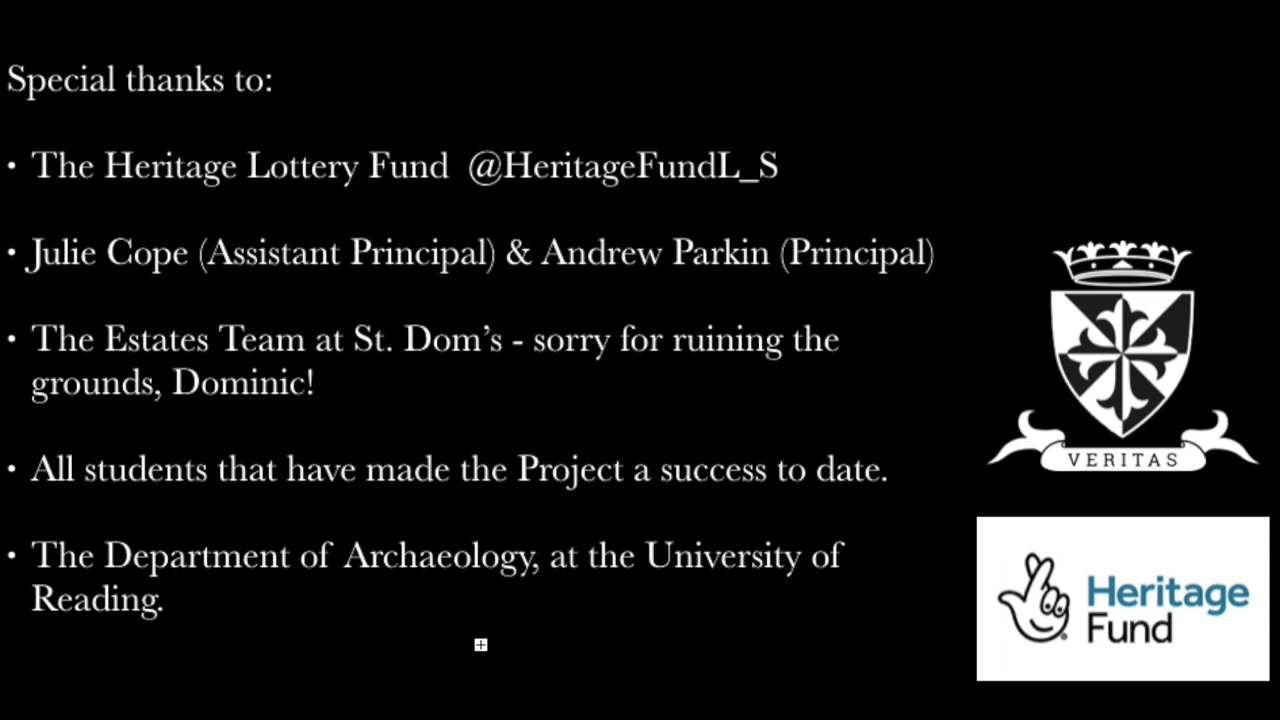 Special thanks to:
• The Heritage Lottery Fund @HeritageFundL_S
• Julie Cope (Assistant Principal) & Andrew Parkin (Principal)
• The Estates Team at St. Dom’s - sorry for ruining the
grounds, Dominic!
• All students that have made the Project a success to date.
• The Department of Archaeology, at the University of
Reading.
VERITAS
Heritage
Fund